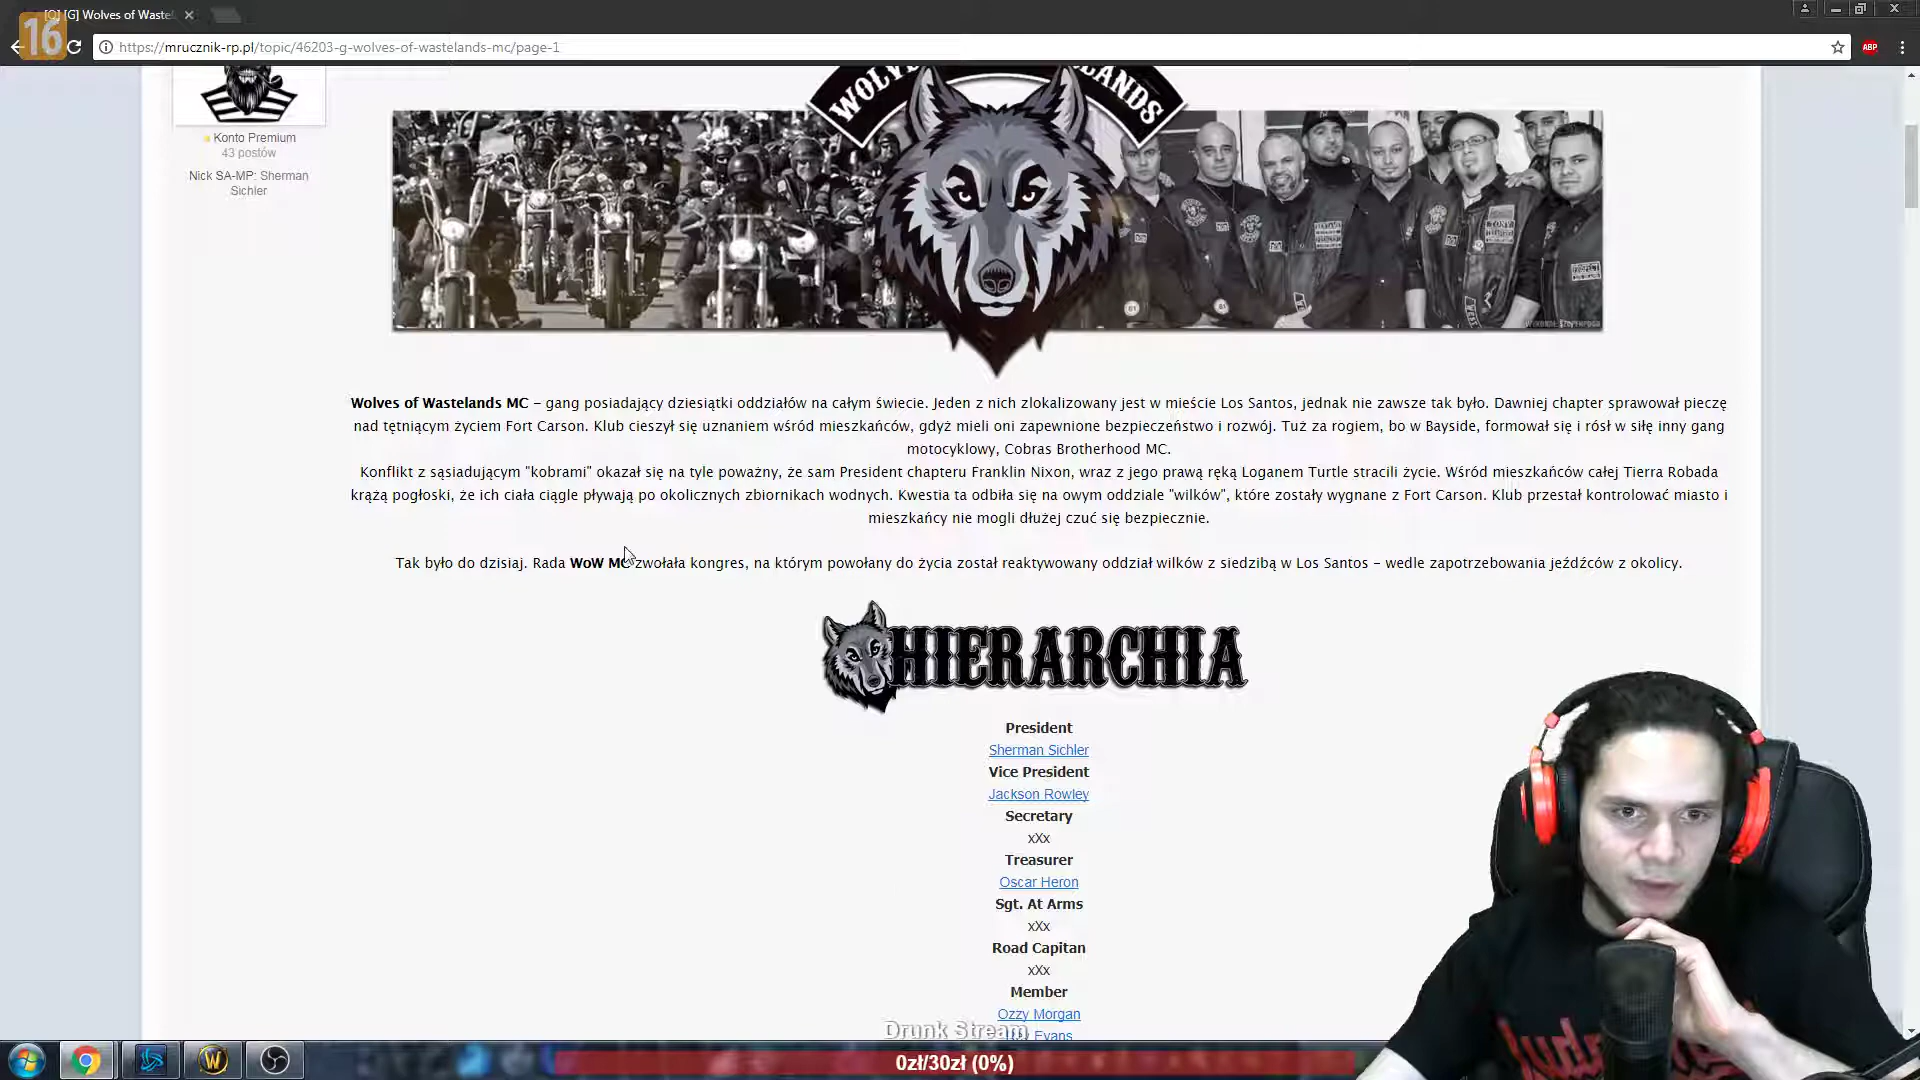 [O] [G] Wolves of Waste
16
https://mrucznik-rp.pl/topic/46203-g-wolves-of-wastelands-mc/page-1
ABP
Konto Premium
43 postów
Nick SA-MP: Sherman
Sichler
Wolves of Wastelands MC – gang posiadający dziesiątki oddziałów na całym świecie. Jeden z nich zlokalizowany jest w mieście Los Santos, jednak nie zawsze tak było. Dawniej chapter sprawował pieczę
nad tętniącym życiem Fort Carson. Klub cieszył się uznaniem wśród mieszkańców, gdyż mieli oni zapewnione bezpieczeństwo i rozwój. Tuż za rogiem, bo w Bayside, formował się i rósł w siłę inny gang
motocyklowy, Cobras Brotherhood MC.
Konflikt z sąsiadującym "kobrami" okazał się na tyle poważny, że sam President chapteru Franklin Nixon, wraz z jego prawą ręką Loganem Turtle stracili życie. Wśród mieszkańców całej Tierra Robada
krążą pogłoski, że ich ciała ciągle pływają po okolicznych zbiornikach wodnych. Kwestia ta odbiła się na owym oddziale "wilków", które zostały wygnane z Fort Carson. Klub przestał kontrolować miasto i
mieszkańcy nie mogli dłużej czuć się bezpiecznie.
Tak było do dzisiaj. Rada WoW MC zwołała kongres, na którym powołany do życia został reaktywowany oddział wilków z siedzibą w Los Santos – wedle zapotrzebowania jeźdźców z okolicy.
HIERARCHIA
President
Sherman Sichler
Vice President
Jackson Rowley
Secretary
xXx
Treasurer
Oscar Heron
Sgt. At Arms
xXx
Road Capitan
xXx
Member
Ozzy Morgan
Evans
Drunk Stream
0zł/30zł (0%)